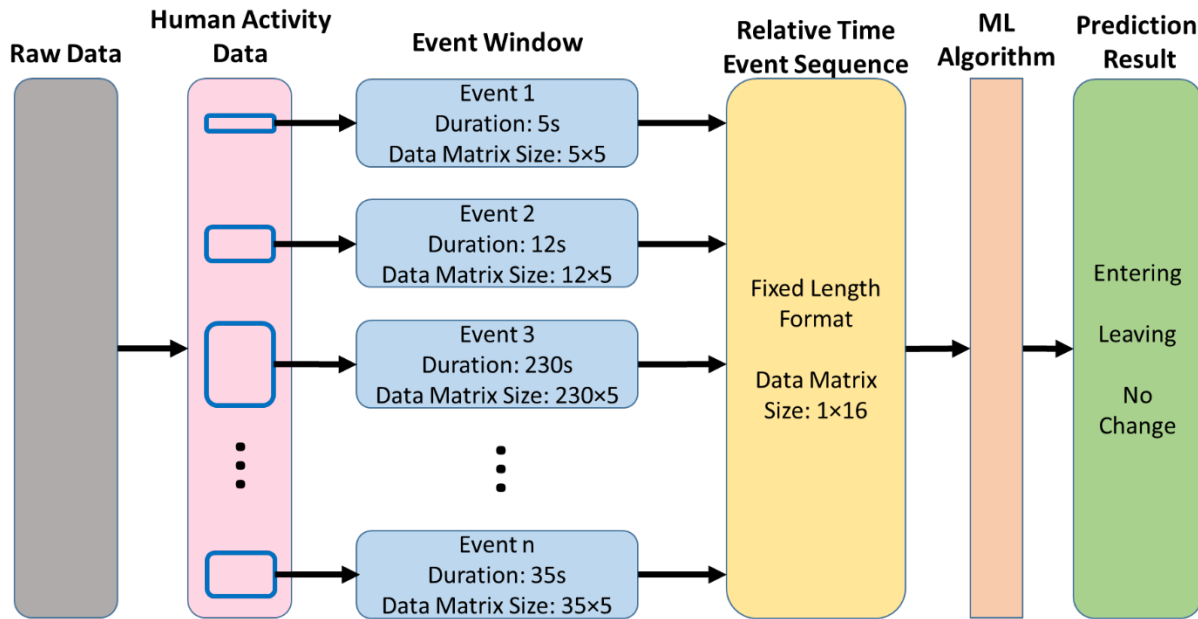 Raw Data
Human Activity
Data
Event Window
Relative Time
Event Sequence
ML
Algorithm
Prediction
Result
Event 1
Duration: 5s
Data Matrix Size: 5×5
Event 2
Duration: 12s
Data Matrix Size: 12×5
Event 3
Duration: 230s
Data Matrix Size: 230×5
Event n
Duration: 35s
Data Matrix Size: 35×5
Fixed Length
Format
Data Matrix
Size: 1×16
Entering
Leaving
No
Change